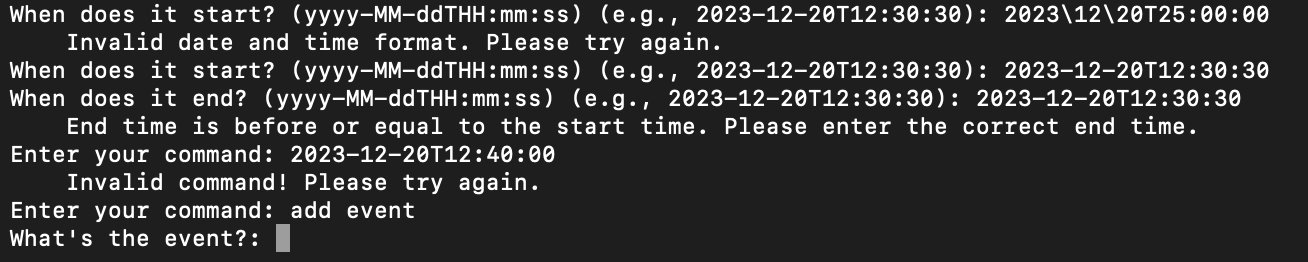 When does it start? (yyyy-MM-ddTHH:mm:ss) (e.g., 2023-12-20T12:30:30): 2023\12\20T25:00:00
Invalid date and time format. Please try again.
When does it start? (yyyy-MM-ddTHH:mm:ss) (e.g., 2023-12-20T12:30:30): 2023-12-20T12:30:30
When does it end? (yyyy-MM-ddTHH:mm:ss) (e.g., 2023-12-20T12:30:30): 2023-12-20T12:30:30
End time is before or equal to the start time. Please enter the correct end time.
Enter your command: 2023-12-20T12:40:00
Invalid command! Please try again.
Enter your command: add event
What's the event?: